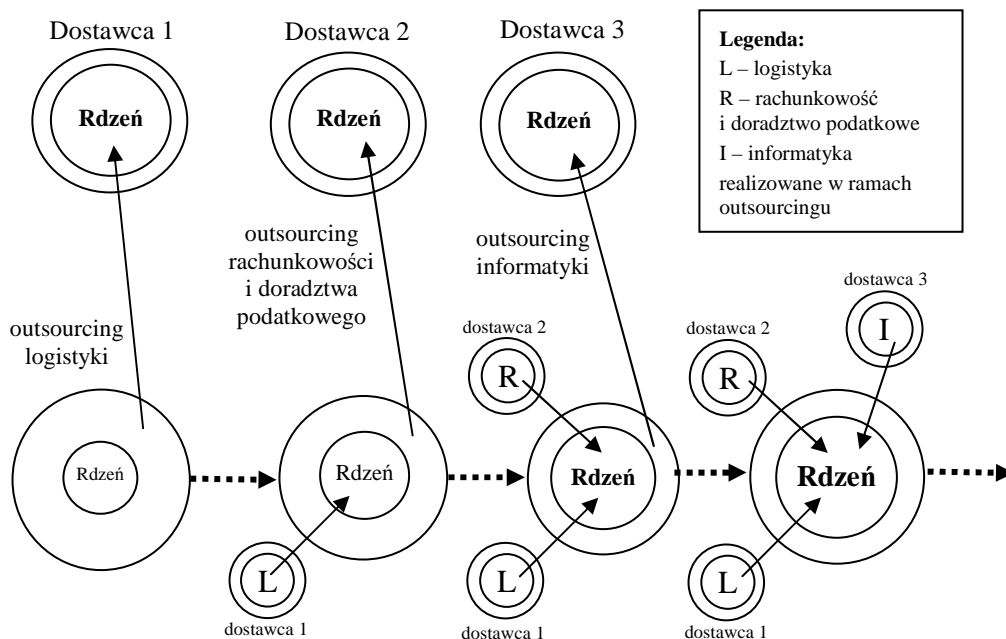 Dostawca 1
Dostawca 2
Dostawca 3
Legenda:
L – logistyka
R – rachunkowość
i doradztwo podatkowe
I – informatyka
realizowane w ramach
outsourcingu
Rdzeń
Rdzeń
Rdzeń
outsourcing
logistyki
outsourcing
rachunkowości
i doradztwa
podatkowego
outsourcing
informatyki
dostawca 2
R
dostawca 2
R
dostawca 3
I
Rdzeń
Rdzeń
Rdzeń
Rdzeń
L
dostawca 1
L
dostawca 1
L
dostawca 1